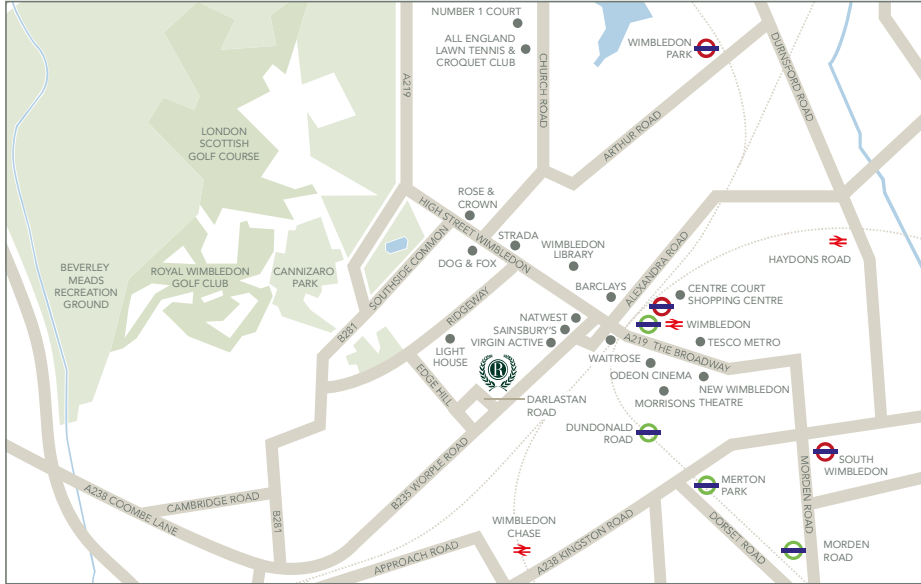 NUMBER 1 COURT
ALL ENGLAND
LAWN TENNIS &
CROQUET CLUB
A219
CHURCH ROAD
WIMBLEDON
PARK
DURNSFORD ROAD
ARTHUR ROAD
LONDON
SCOTTISH
GOLF COURSE
ROSE &
CROWN
HIGH STREET WIMBLEDON
STRADA
DOG & FOX
WIMBLEDON
LIBRARY
SOUTHSIDE COMMON
ALEXANDRA ROAD
HAYDONS ROAD
BEVERLEY
MEADS
RECREATION
GROUND
ROYAL WIMBLEDON
GOLF CLUB
CANNIZARO
PARK
BARCLAYS
CENTRE COURT
SHOPPING CENTRE
RIDGEWAY
B281
NATWEST
SAINSBURY'S
VIRGIN ACTIVE
WIMBLEDON
A219 THE BROADWAY
TESCO METRO
LIGHT
HOUSE
WAITROSE
ODEON CINEMA
EDGE HILL
R
NEW WIMBLEDON
THEATRE
MORRISONS
DARLASTAN
ROAD
DUNDONALD
ROAD
B235 WORPLE ROAD
SOUTH
WIMBLEDON
MERTON
PARK
MORDEN ROAD
A238 COOMBE LANE
CAMBRIDGE ROAD
B281
WIMBLEDON
CHASE
A238 KINGSTON ROAD
DORSET ROAD
APPROACH ROAD
MORDEN
ROAD